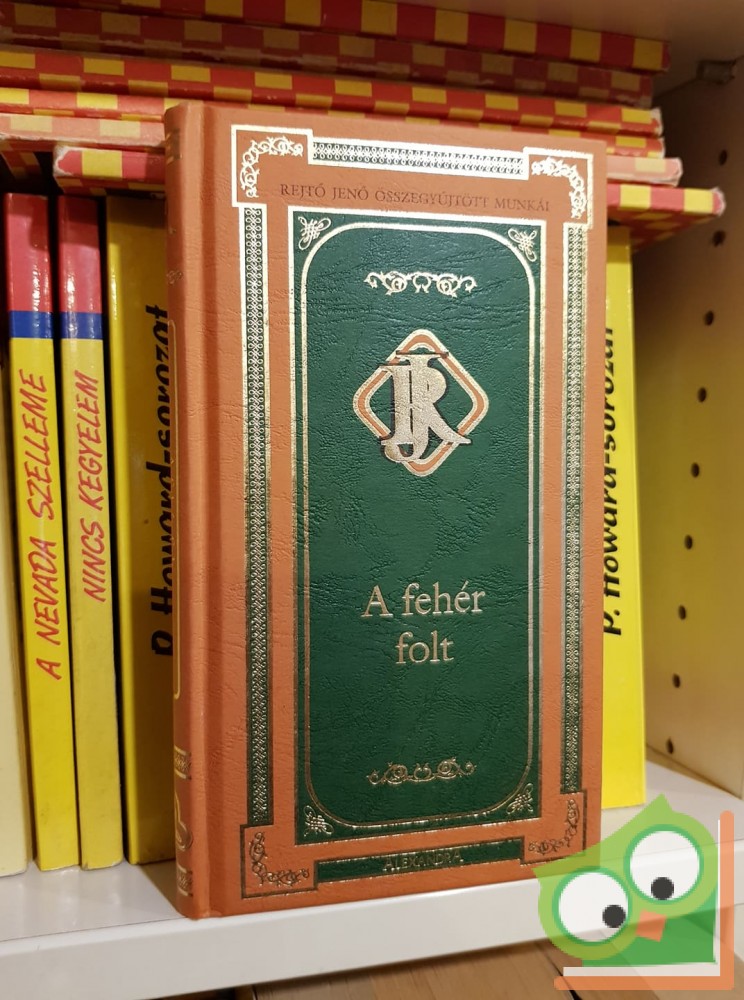 REJTŐ JENŐ ÖSSZEGYŰJTÖTT MUNKÁI
JR
A fehér
folt
ALEXANDRA
A NEVADA SZELLEME
NINCS KEGYELEM
P. Howard-sorozat
P. Howard-sorozat